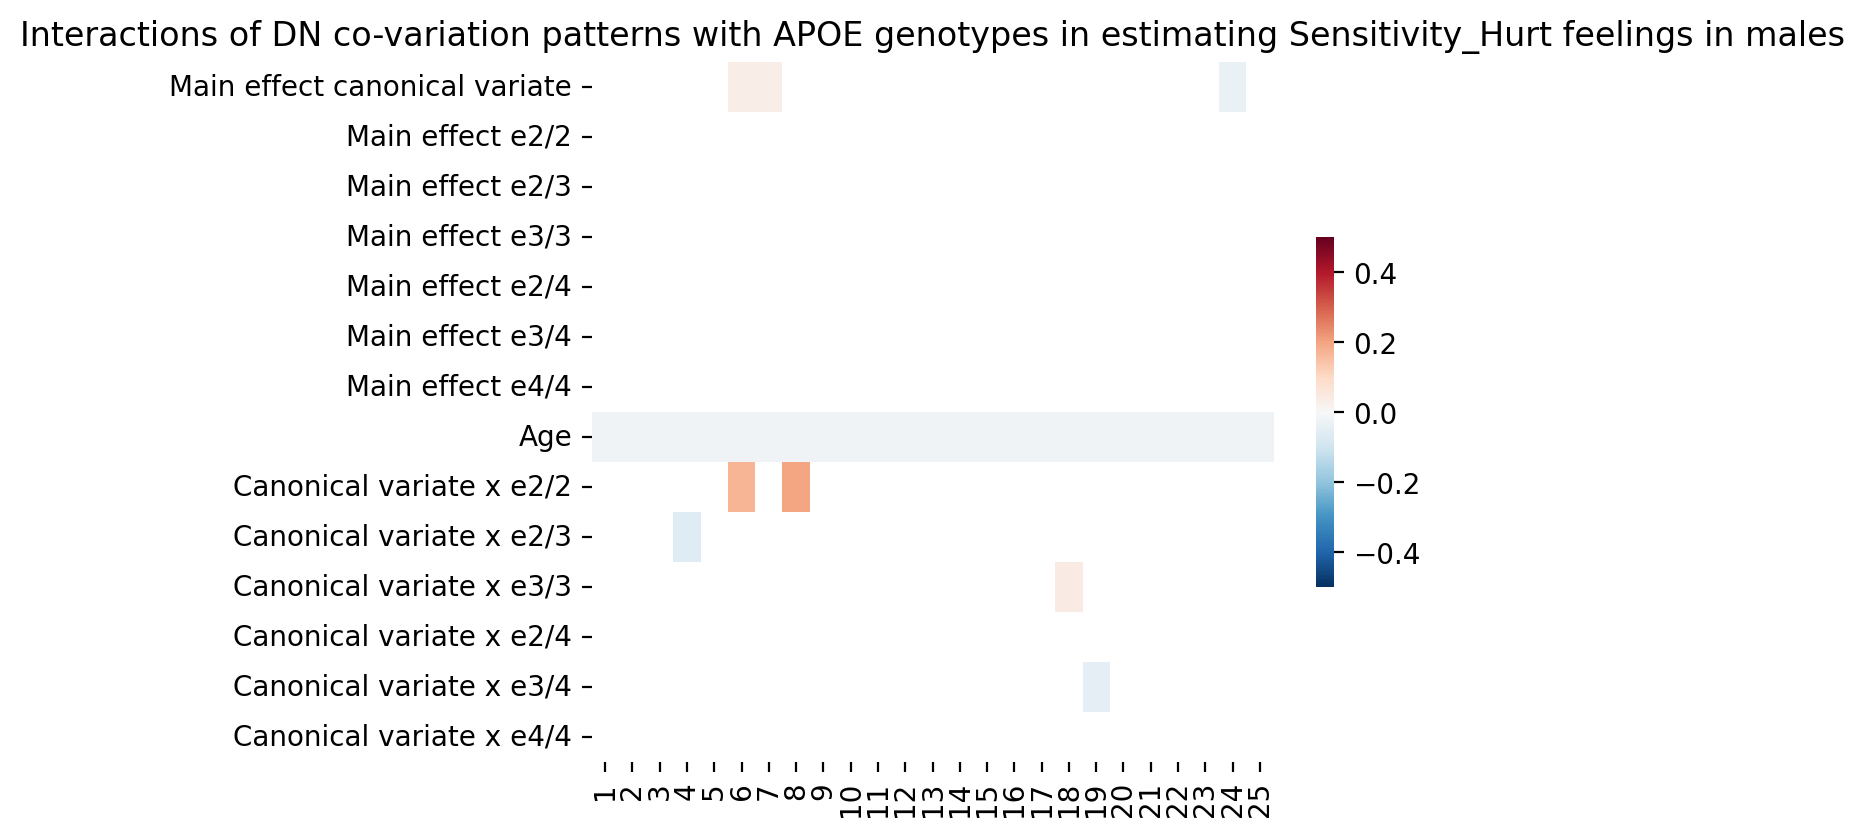 Interactions of DN co-variation patterns with APOE genotypes in estimating Sensitivity_Hurt feelings in males
Main effect canonical variate
Main effect e2/2
Main effect e2/3
Main effect e3/3
Main effect e2/4
Main effect e3/4
Main effect e4/4
Age
Canonical variate x e2/2
Canonical variate x e2/3
Canonical variate x e3/3
Canonical variate x e2/4
Canonical variate x e3/4
Canonical variate x e4/4
1 2 3 4 5 6 7 8 9 10 11 12 13 14 15 16 17 18 19 20 21 22 23 24 25
0.4
0.2
0.0
−0.2
−0.4